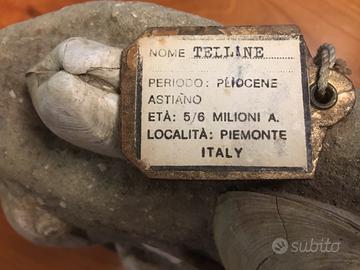 NOME TELLINE
PERIODO: PLIOCENE
ASTIANO
ETÀ: 5/6 MILIONI A.
LOCALITÀ: PIEMONTE
ITALY
subito